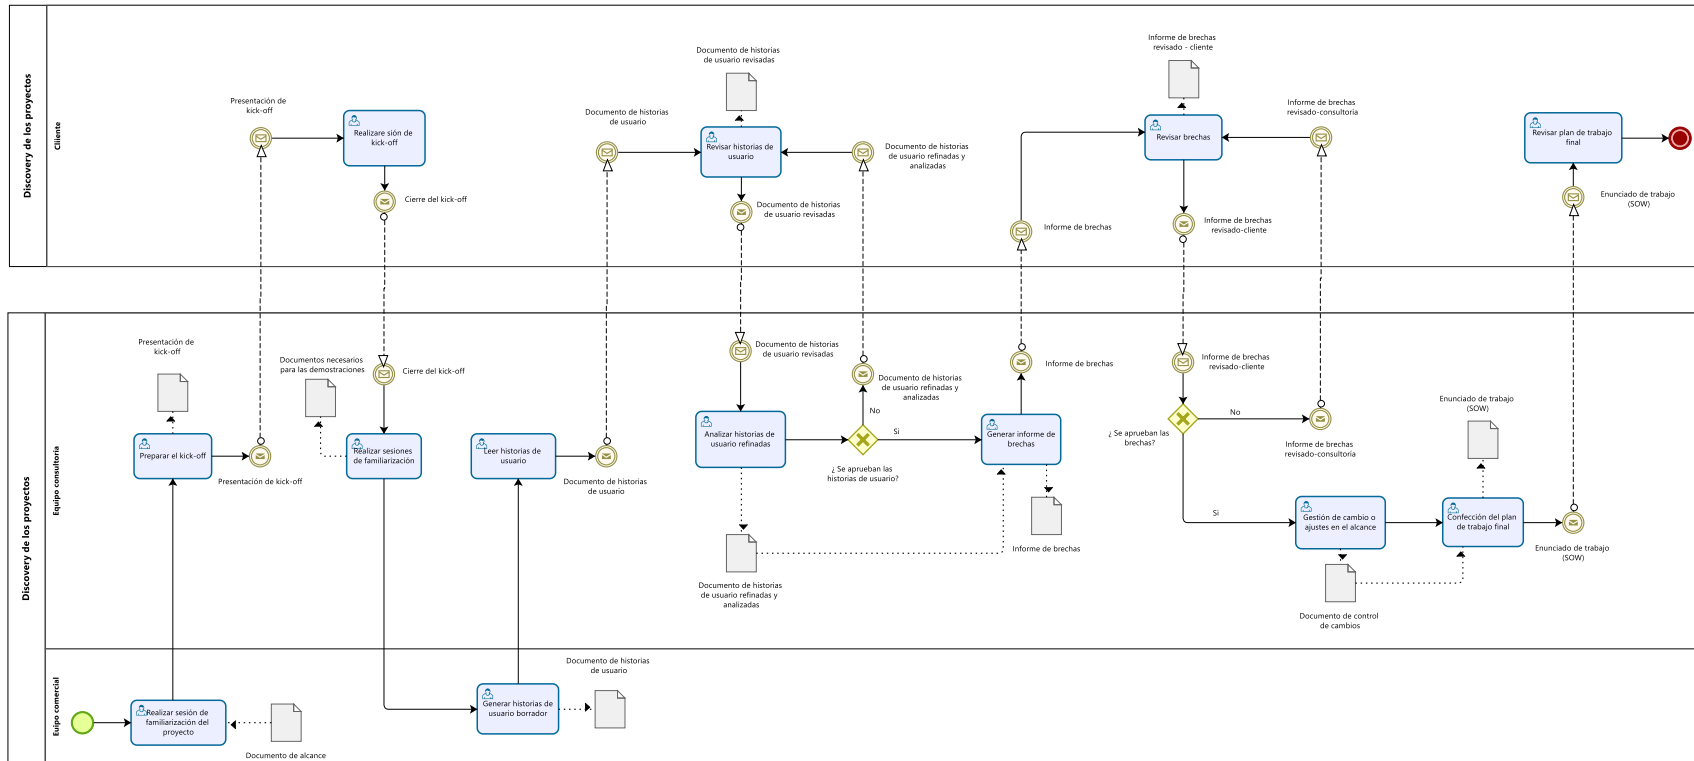 Discovery de los proyectos
Cliiente
Presentación de
kick-off
Realizare sión de
kick-off
Cierre del kick-off
Documento de historias
de usuario
Documento de historias
de usuario revisadas
Revisar historias de
usuario
Documento de historias
de usuario revisadas
Documento de historias
de usuario refinadas y
analizadas
Informe de brechas
Informe de brechas
revisado - cliente
Revisar brechas
Informe de brechas
revisado-cliente
Informe de brechas
revisado-consultoria
Revisar plan de trabajo
final
Enunciado de trabajo
(SOW)
Discovery de los proyectos
Equipo consultoría
Presentación de
kick-off
Preparar el kick-off
Presentación de kick-off
Documentos necesarios
para las demostraciones
Cierre del kick-off
Realizar sesiones
de familiarización
Leer historias de
usuario
Documento de historias
de usuario
Documento de historias
de usuario revisadas
Analizar historias de
usuario refinadas
Documento de historias
de usuario refinadas y
analizadas
No
Si
¿ Se aprueban las
historias de usuario?
Documento de historias
de usuario refinadas y
analizadas
Informe de brechas
Generar informe de
brechas
Informe de brechas
Informe de brechas
revisado-cliente
¿ Se aprueban las
brechas?
No
Si
Informe de brechas
revisado-consultoria
Gestión de cambio o
ajustes en el alcance
Documento de control
de cambios
Enunciado de trabajo
(SOW)
Confección del plan
de trabajo final
Enunciado de trabajo
(SOW)
Euipo comercial
Realizar sesión de
familiarización del
proyecto
Documento de alcance
Generar historias de
usuario borrador
Documento de historias
de usuario